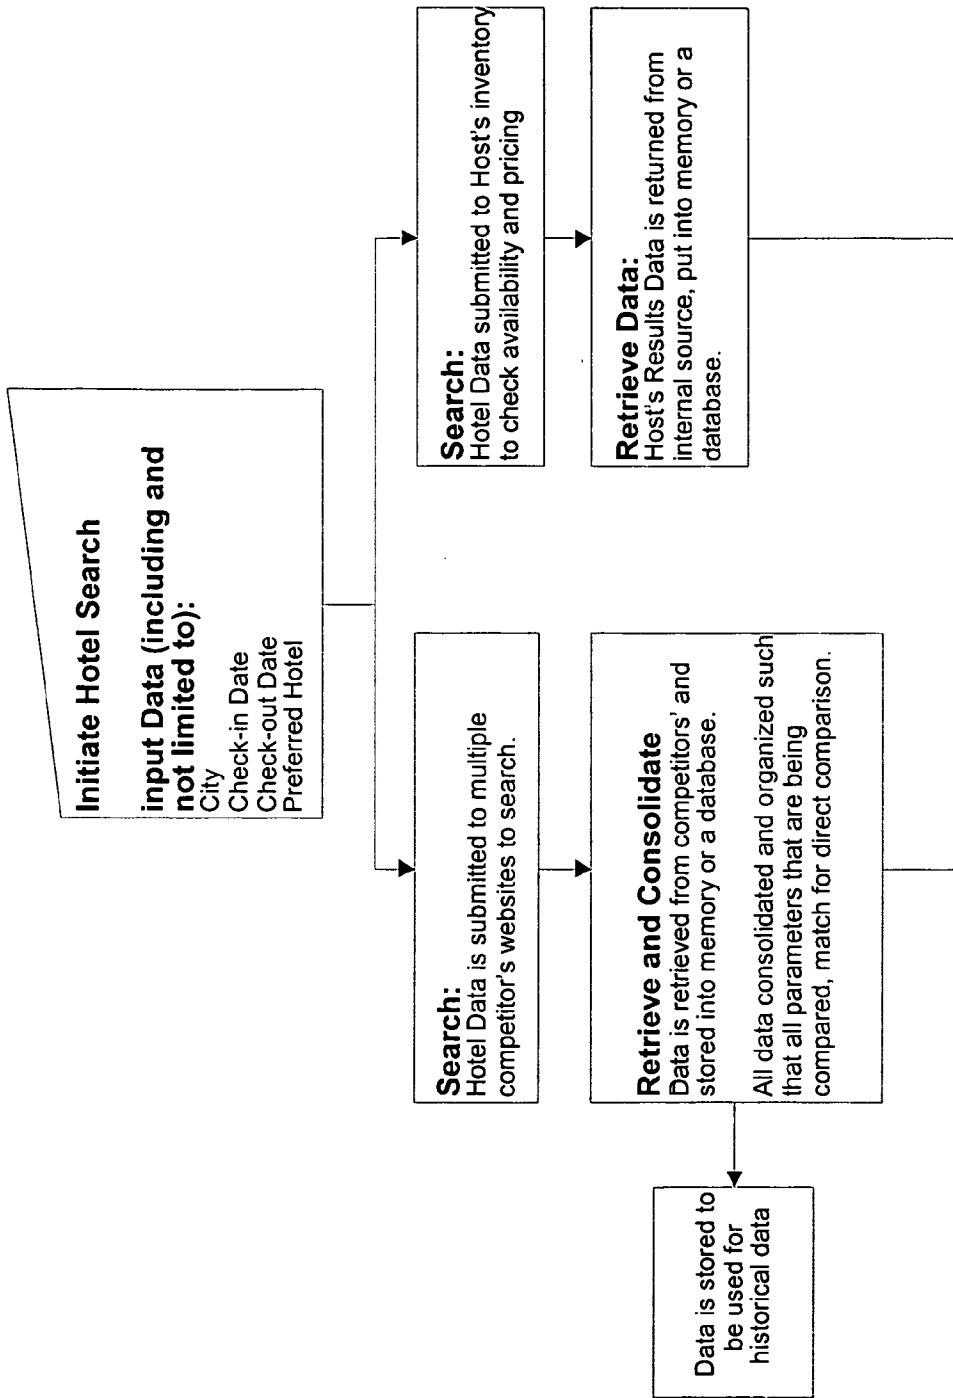 Initiate Hotel Search
input Data (including and
not limited to):
City
Check-in Date
Check-out Date
Preferred Hotel
Search:
Hotel Data is submitted to multiple
competitor's websites to search.
Search:
Hotel Data submitted to Host's inventory
to check availability and pricing
Retrieve and Consolidate
Data is retrieved from competitors' and
stored into memory or a database.
All data consolidated and organized such
that all parameters that are being
compared, match for direct comparison.
Retrieve Data:
Host's Results Data is returned from
internal source, put into memory or a
database.
Data is stored to
be used for
historical data